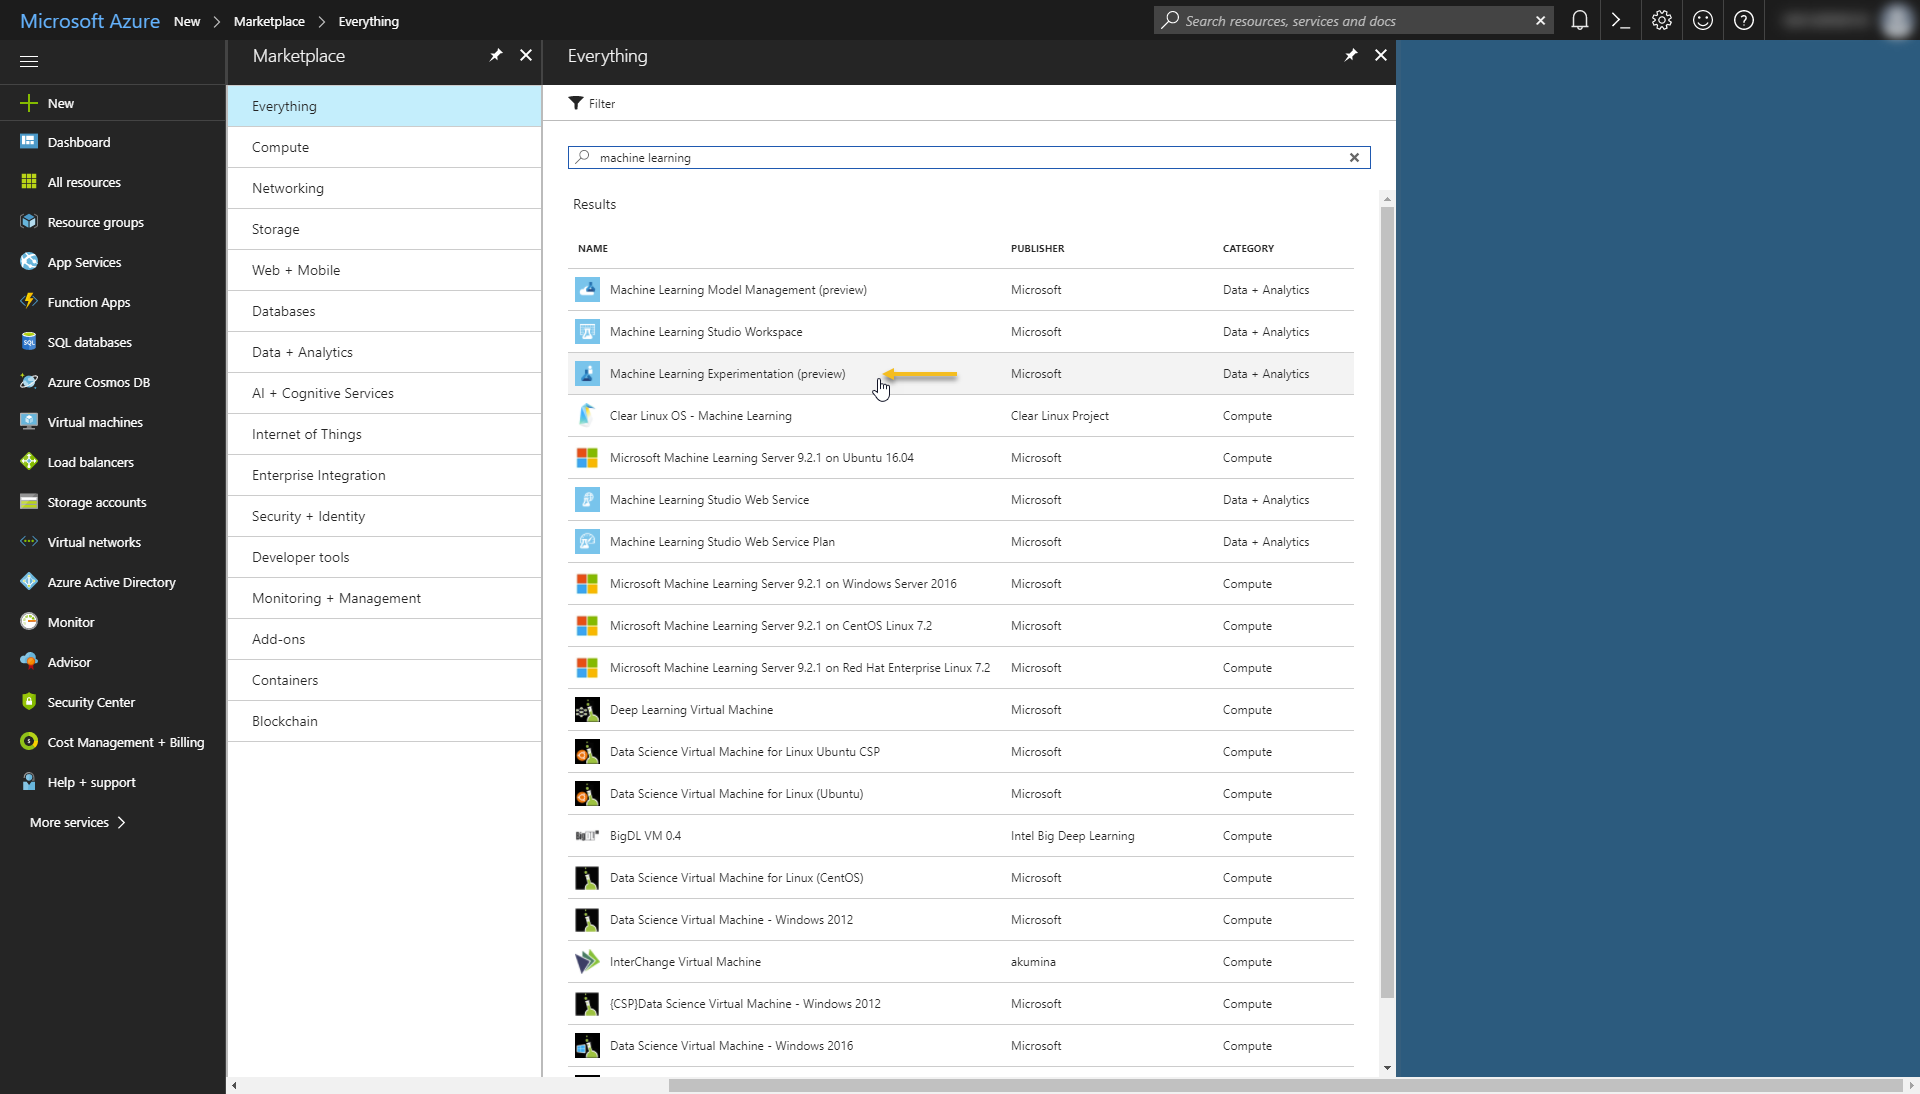 Microsoft Azure New > Marketplace > Everything
Search resources, services and docs
New
Dashboard
All resources
Resource groups
App Services
Function Apps
SQL databases
Azure Cosmos DB
Virtual machines
Load balancers
Storage accounts
Virtual networks
Azure Active Directory
Monitor
Advisor
Security Center
Cost Management + Billing
Help + support
More services >
Marketplace
Everything
Compute
Networking
Storage
Web + Mobile
Databases
Data + Analytics
AI + Cognitive Services
Internet of Things
Enterprise Integration
Security + Identity
Developer tools
Monitoring + Management
Add-ons
Containers
Blockchain
Everything
Filter
machine learning
Results
NAME PUBLISHER CATEGORY
Machine Learning Model Management (preview) Microsoft Data + Analytics
Machine Learning Studio Workspace Microsoft Data + Analytics
Machine Learning Experimentation (preview) Microsoft Data + Analytics
Clear Linux OS - Machine Learning Clear Linux Project Compute
Microsoft Machine Learning Server 9.2.1 on Ubuntu 16.04 Microsoft Compute
Machine Learning Studio Web Service Microsoft Data + Analytics
Machine Learning Studio Web Service Plan Microsoft Data + Analytics
Microsoft Machine Learning Server 9.2.1 on Windows Server 2016 Microsoft Compute
Microsoft Machine Learning Server 9.2.1 on CentOS Linux 7.2 Microsoft Compute
Microsoft Machine Learning Server 9.2.1 on Red Hat Enterprise Linux 7.2 Microsoft Compute
Deep Learning Virtual Machine Microsoft Compute
Data Science Virtual Machine for Linux Ubuntu CSP Microsoft Compute
Data Science Virtual Machine for Linux (Ubuntu) Microsoft Compute
BigDL VM 0.4 Intel Big Deep Learning Compute
Data Science Virtual Machine for Linux (CentOS) Microsoft Compute
Data Science Virtual Machine - Windows 2012 Microsoft Compute
InterChange Virtual Machine akumina Compute
{CSP}Data Science Virtual Machine - Windows 2012 Microsoft Compute
Data Science Virtual Machine - Windows 2016 Microsoft Compute